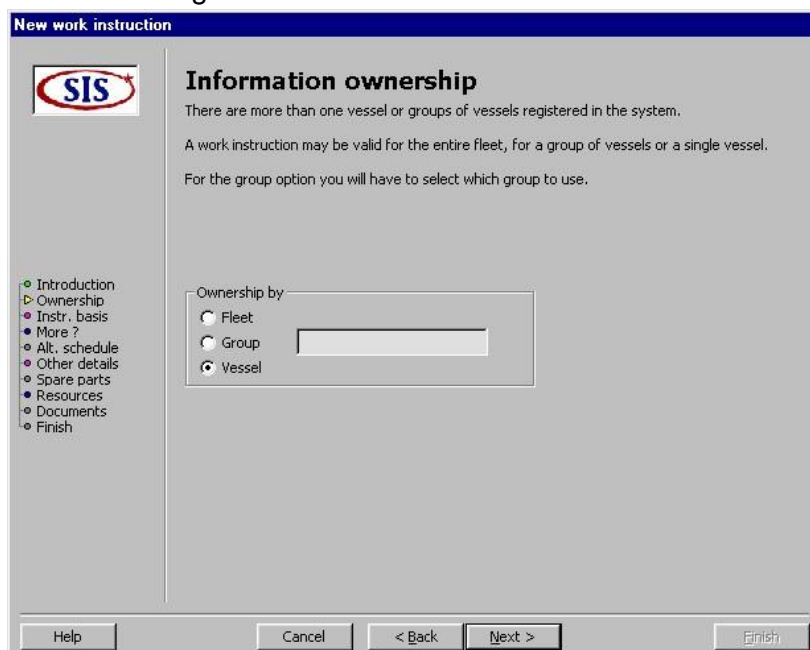 New work instruction
SIS
Information ownership
There are more than one vessel or groups of vessels registered in the system.
A work instruction may be valid for the entire fleet, for a group of vessels or a single vessel.
For the group option you will have to select which group to use.
Introduction
Ownership
Instr. basis
More ?
Alt. schedule
Other details
Spare parts
Resources
Documents
Finish
Ownership by
Fleet
Group
Vessel
Help
Cancel
< Back
Next >
Finish